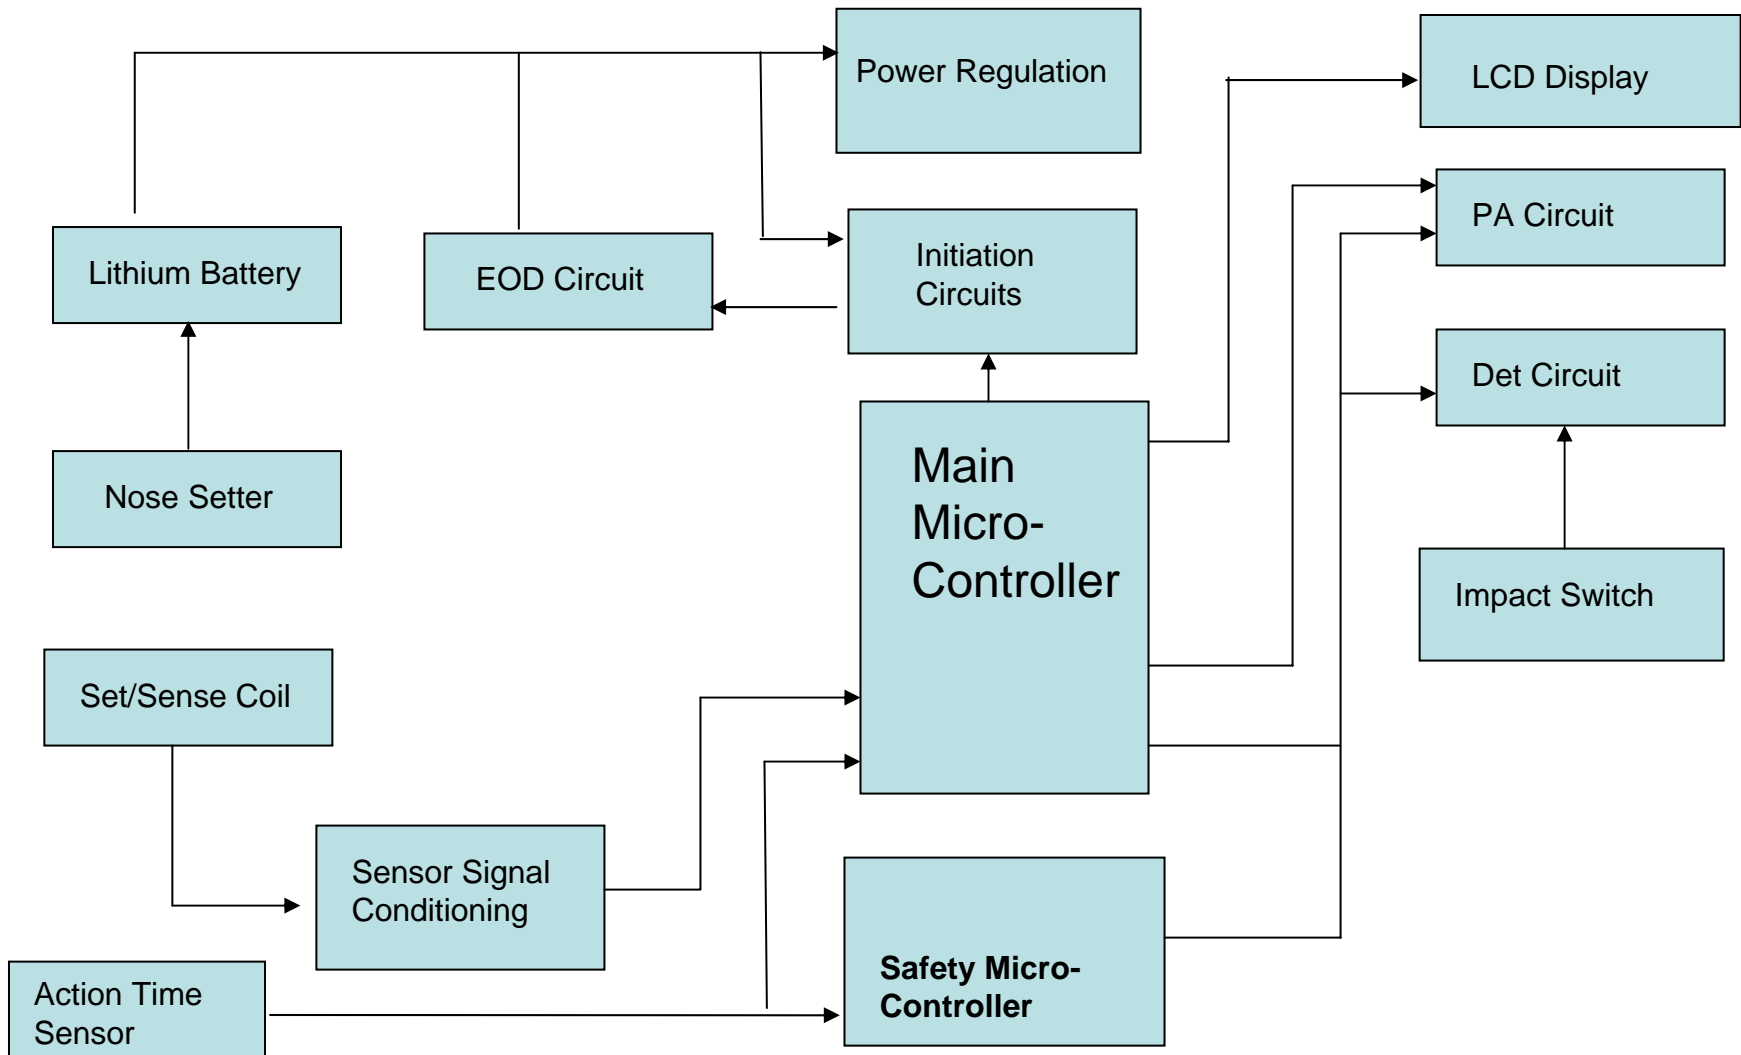 Power Regulation
LCD Display
PA Circuit
Lithium Battery
EOD Circuit
Initiation
Circuits
Det Circuit
Nose Setter
Main
Micro-
Controller
Impact Switch
Set/Sense Coil
Sensor Signal
Conditioning
Safety Micro-
Controller
Action Time
Sensor